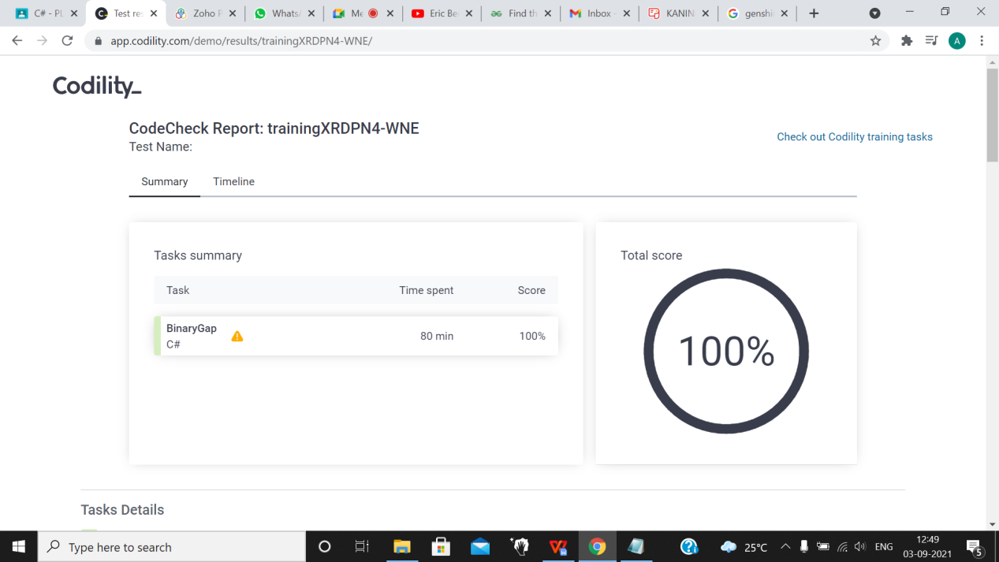 C# - PL
Test res
Zoho P
Whatsa
Me
Eric Be
Find th
Inbox -
KANIN
genshi
app.codility.com/demo/results/trainingXRDPN4-WNE/
A
Codility_
CodeCheck Report: trainingXRDPN4-WNE
Test Name:
Check out Codility training tasks
Summary Timeline
Tasks summary
Task Time spent Score
BinaryGap
C#
80 min 100%
Total score
100%
Tasks Details
Type here to search
25°C
ENG
12:49
03-09-2021
5